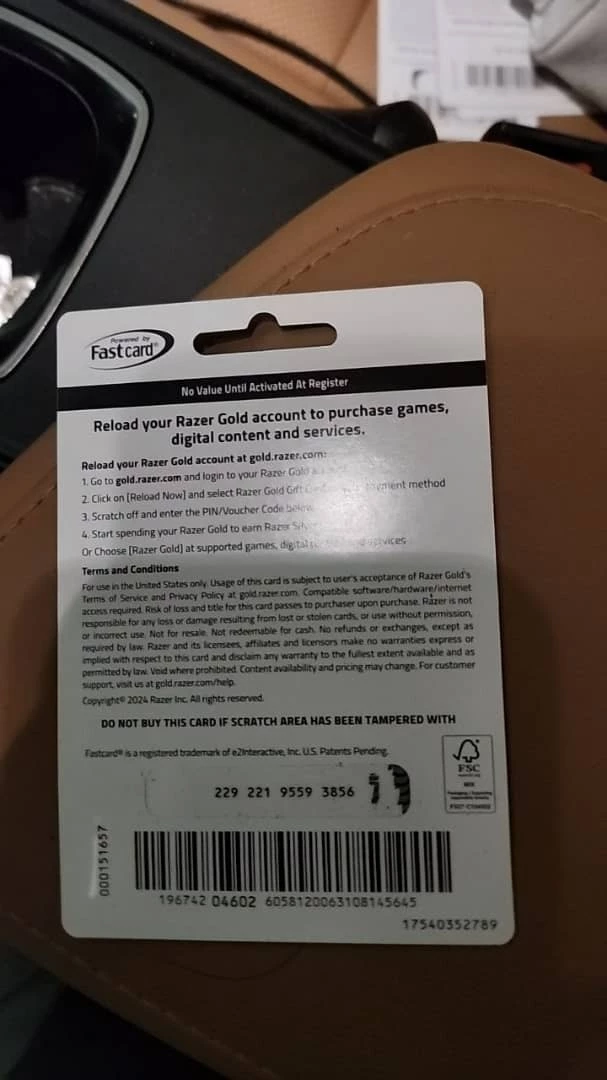 Powered by
Fastcard®
No Value Until Activated At Register
Reload your Razer Gold account to purchase games,
digital content and services.
Reload your Razer Gold account at gold.razer.com:
1. Go to gold.razer.com and login to your Razer Gold
2. Click on [Reload Now] and select Razer Gold Gift payment method
3. Scratch off and enter the PIN/Voucher Code below
4. Start spending your Razer Gold to earn Razer
Or Choose [Razer Gold] at supported games, digital services
Terms and Conditions
For use in the United States only. Usage of this card is subject to user's acceptance of Razer Gold's
Terms of Service and Privacy Policy at gold.razer.com. Compatible software/hardware/internet
access required. Risk of loss and title for this card passes to purchaser upon purchase. Razer is not
responsible for any loss or damage resulting from lost or stolen cards, or use without permission,
or incorrect use. Not for resale. Not redeemable for cash. No refunds or exchanges, except as
required by law. Razer and its licensees, affiliates and licensors make no warranties express or
implied with respect to this card and disclaim any warranty to the fullest extent available and as
permitted by law. Void where prohibited. Content availability and pricing may change. For customer
support, visit us at gold.razer.com/help.
Copyright© 2024 Razer Inc. All rights reserved.
DO NOT BUY THIS CARD IF SCRATCH AREA HAS BEEN TAMPERED WITH
Fastcard® is a registered trademark of e2Interactive, Inc. U.S. Patents Pending.
FSC
MIX
229 221 9559 3856
000151657
196742 04602 6058120063108145645
17540352789